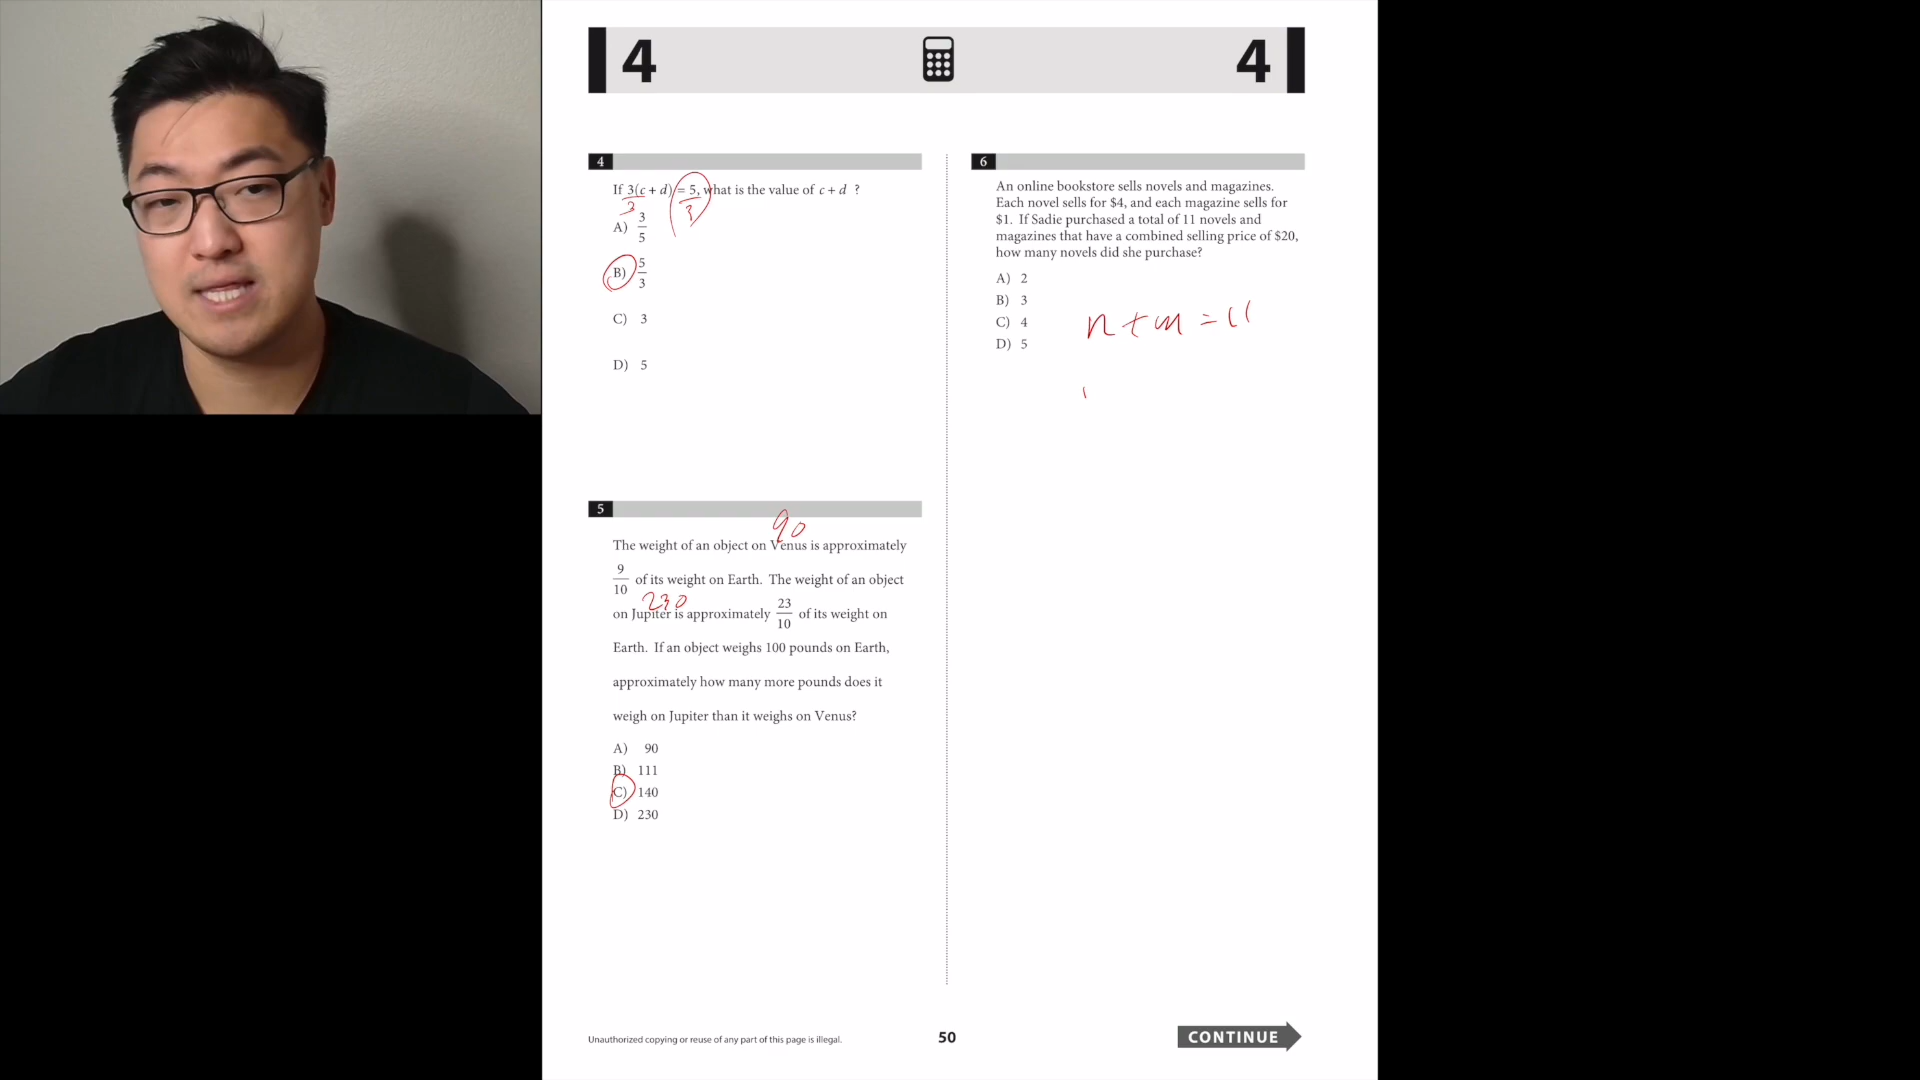 4 4
4
If 3(c + d) = 5, what is the value of c + d ?
3 3
A) 3/5
B) 5/3
C) 3
D) 5
5
90
The weight of an object on Venus is approximately
9/10 of its weight on Earth. The weight of an object
230
on Jupiter is approximately 23/10 of its weight on
Earth. If an object weighs 100 pounds on Earth,
approximately how many more pounds does it
weigh on Jupiter than it weighs on Venus?
A) 90
B) 111
C) 140
D) 230
6
An online bookstore sells novels and magazines.
Each novel sells for $4, and each magazine sells for
$1. If Sadie purchased a total of 11 novels and
magazines that have a combined selling price of $20,
how many novels did she purchase?
A) 2
B) 3
C) 4
D) 5
n + m = 11
Unauthorized copying or reuse of any part of this page is illegal.
50
CONTINUE